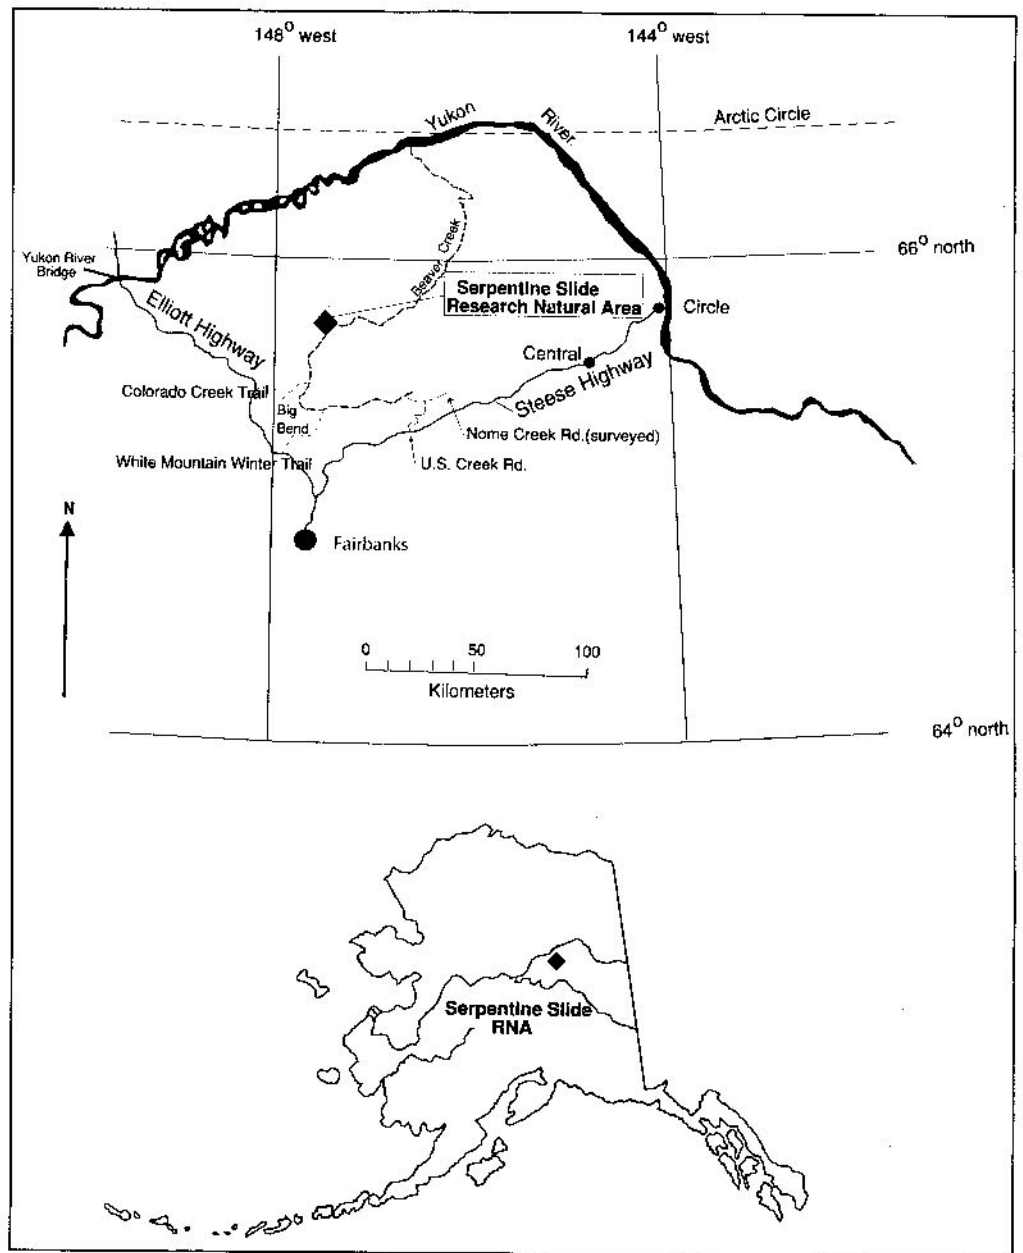 148° west
144° west
Yukon
River
Arctic Circle
66° north
Yukon River
Bridge
Beaver Creek
Serpentine Slide
Research Natural Area
Elliott Highway
Circle
Central
Steese Highway
Colorado Creek Trail
Big
Bend
Nome Creek Rd.(surveyed)
White Mountain Winter Trail
U.S. Creek Rd.
N
Fairbanks
0 50 100
Kilometers
64° north
Serpentine Slide
RNA